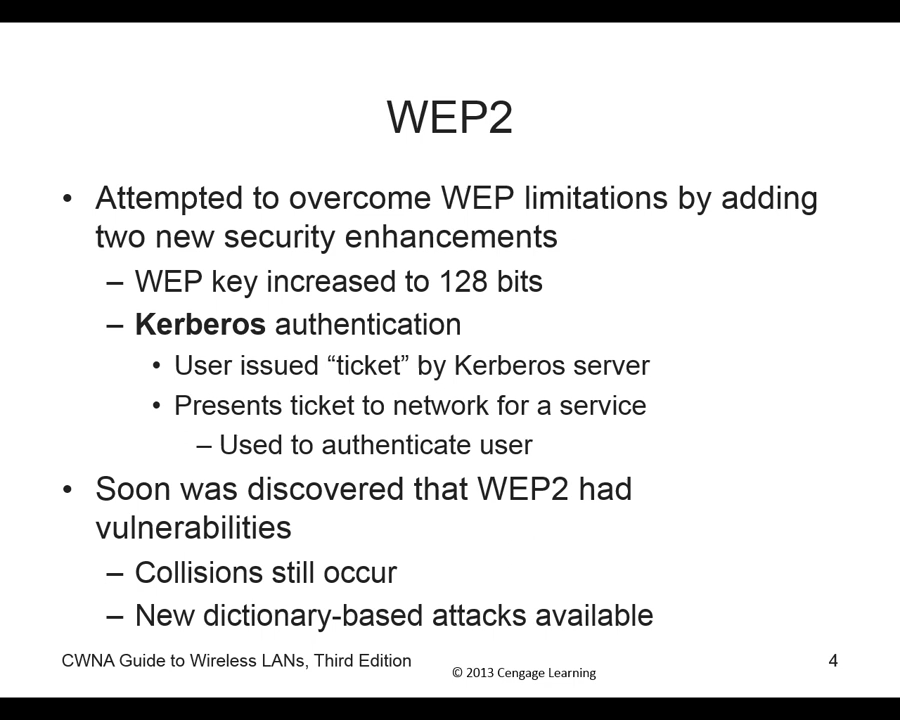 WEP2
• Attempted to overcome WEP limitations by adding
two new security enhancements
– WEP key increased to 128 bits
– Kerberos authentication
• User issued “ticket” by Kerberos server
• Presents ticket to network for a service
– Used to authenticate user
• Soon was discovered that WEP2 had
vulnerabilities
– Collisions still occur
– New dictionary-based attacks available
CWNA Guide to Wireless LANs, Third Edition
© 2013 Cengage Learning
4